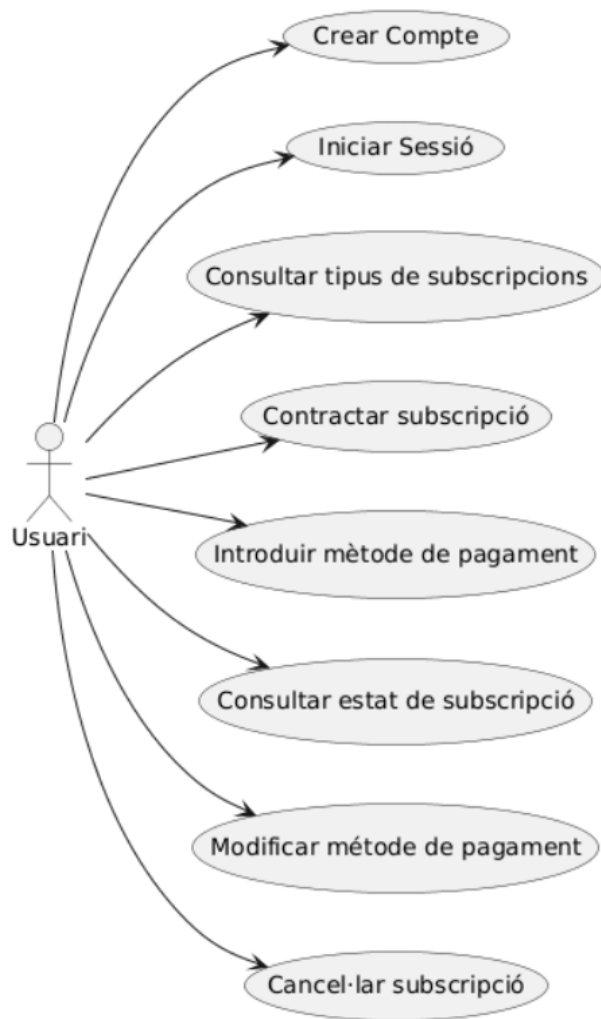 Crear Compte
Iniciar Sessió
Consultar tipus de subscripcions
Contractar subscripció
Usuari
Introduir mètode de pagament
Consultar estat de subscripció
Modificar métode de pagament
Cancel·lar subscripció